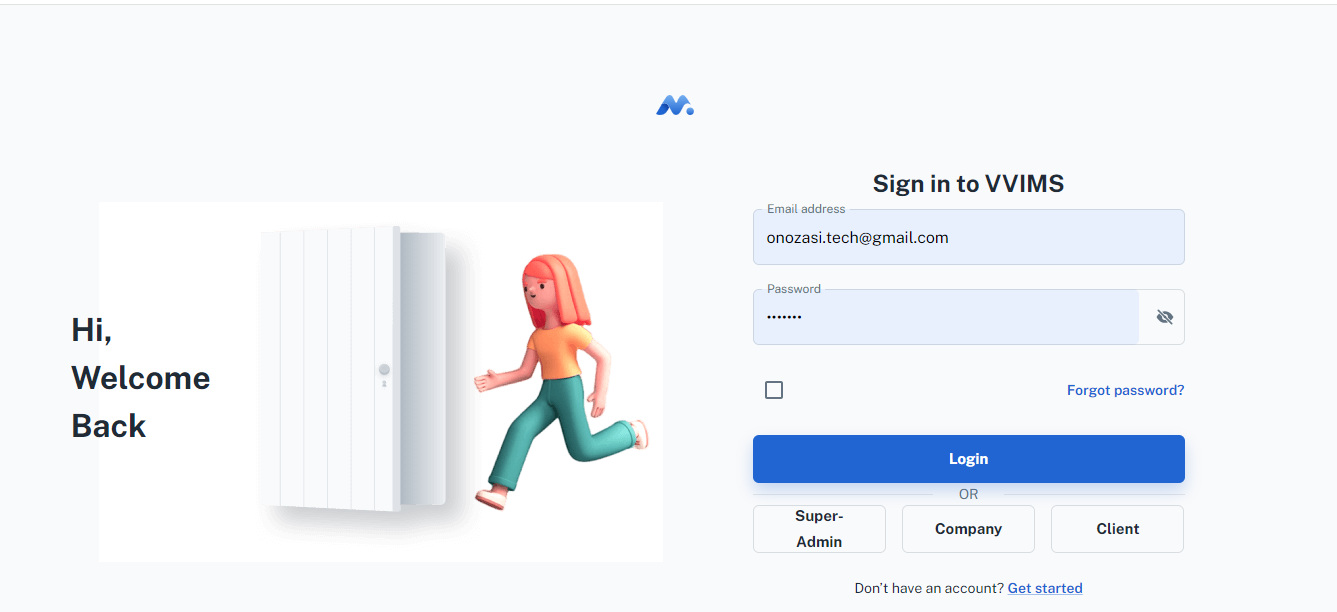 Hi,
Welcome
Back
Sign in to VVIMS
Email address
onozasi.tech@gmail.com
Password
•••••••
Forgot password?
Login
OR
Super-
Admin
Company
Client
Don't have an account? Get started